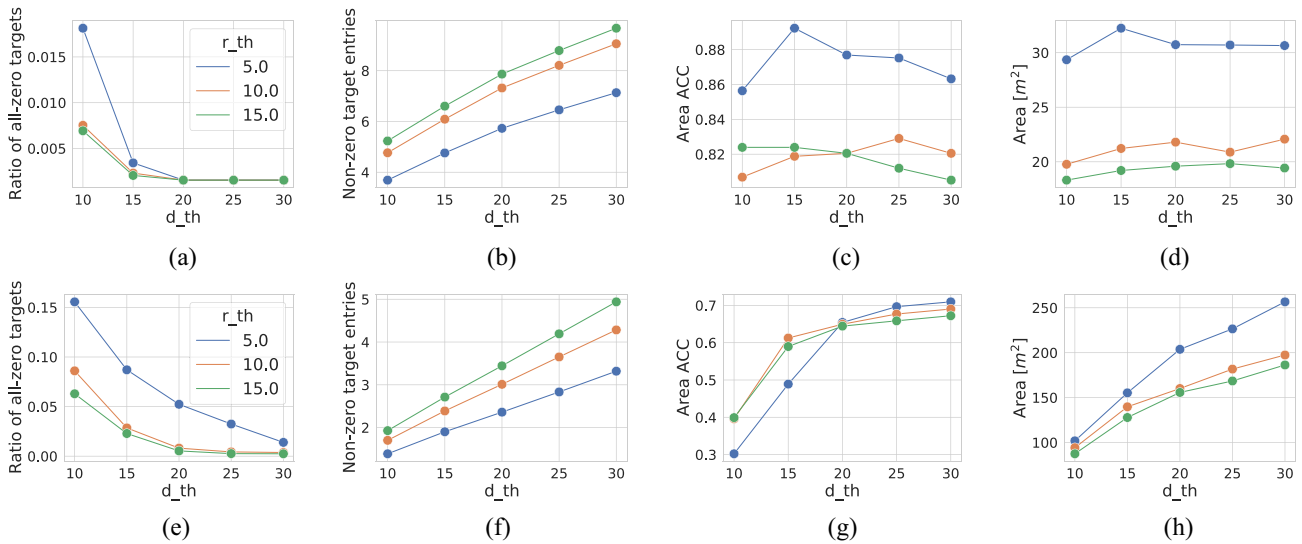 Ratio of all-zero targets
0.015
0.010
0.005
r_th
5.0
10.0
15.0
10 15 20 25 30
d_th
(a)
Non-zero target entries
8
6
4
10 15 20 25 30
d_th
(b)
Area ACC
0.88
0.86
0.84
0.82
10 15 20 25 30
d_th
(c)
Area [m²]
30
25
20
10 15 20 25 30
d_th
(d)
Ratio of all-zero targets
0.15
0.10
0.05
0.00
r_th
5.0
10.0
15.0
10 15 20 25 30
d_th
(e)
Non-zero target entries
5
4
3
2
10 15 20 25 30
d_th
(f)
Area ACC
0.7
0.6
0.5
0.4
0.3
10 15 20 25 30
d_th
(g)
Area [m²]
250
200
150
100
10 15 20 25 30
d_th
(h)